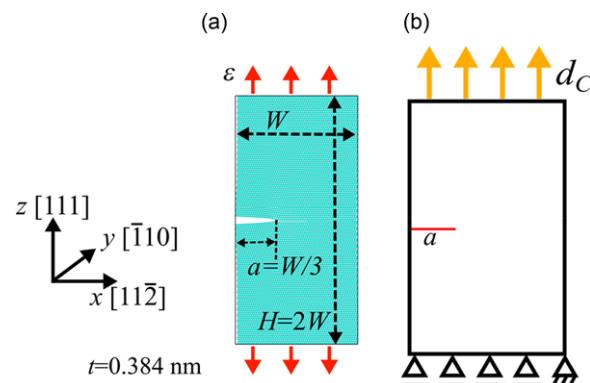 (a)
(b)
ε
d_C
W
z [111]
y [1̄10]
x [112̄]
a=W/3
a
H=2W
t=0.384 nm